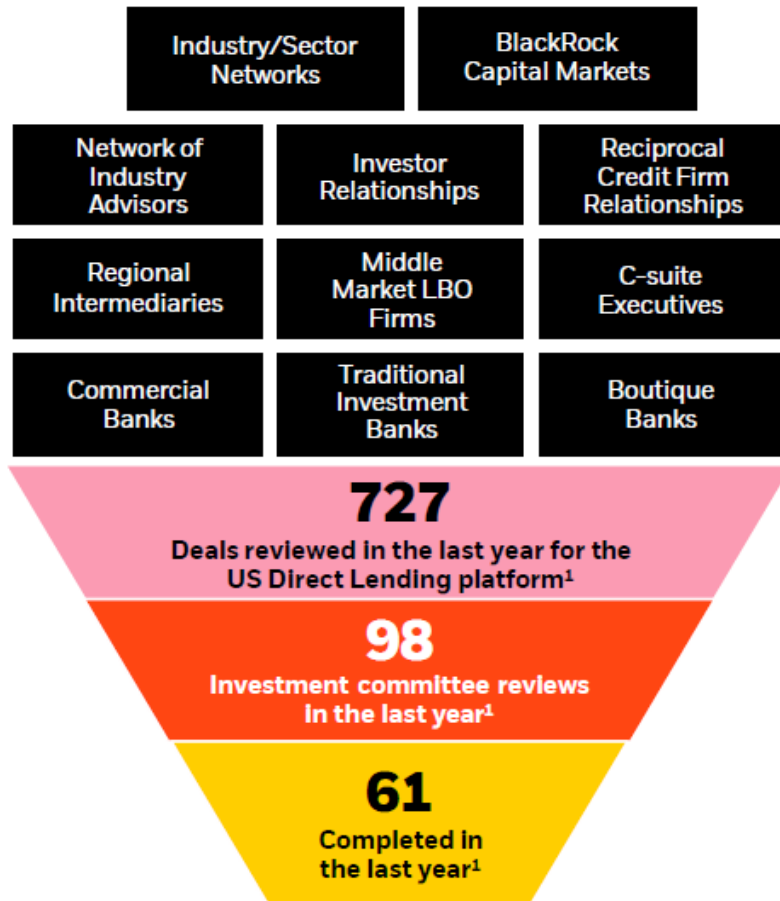 Industry/Sector
Networks
BlackRock
Capital Markets
Network of
Industry
Advisors
Investor
Relationships
Reciprocal
Credit Firm
Relationships
Regional
Intermediaries
Middle
Market LBO
Firms
C-suite
Executives
Commercial
Banks
Traditional
Investment
Banks
Boutique
Banks
727
Deals reviewed in the last year for the
US Direct Lending platform¹
98
Investment committee reviews
in the last year¹
61
Completed in
the last year¹